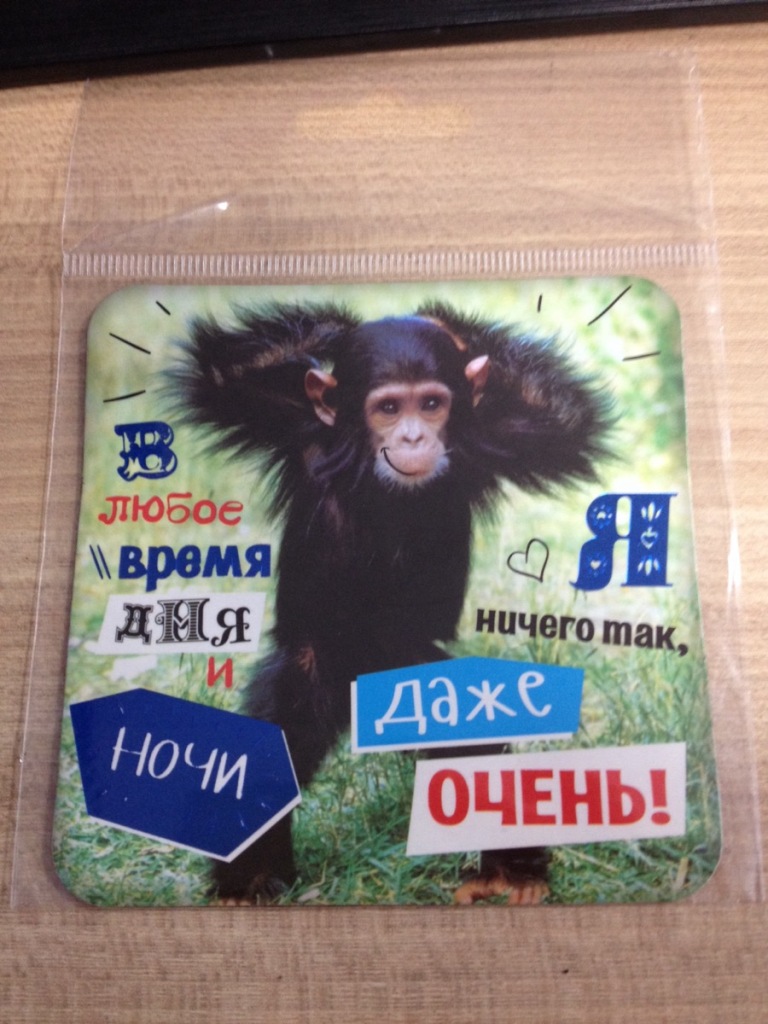 В
любое
время
дня
и
ночи
Я
ничего так,
даже
ОЧЕНЬ!